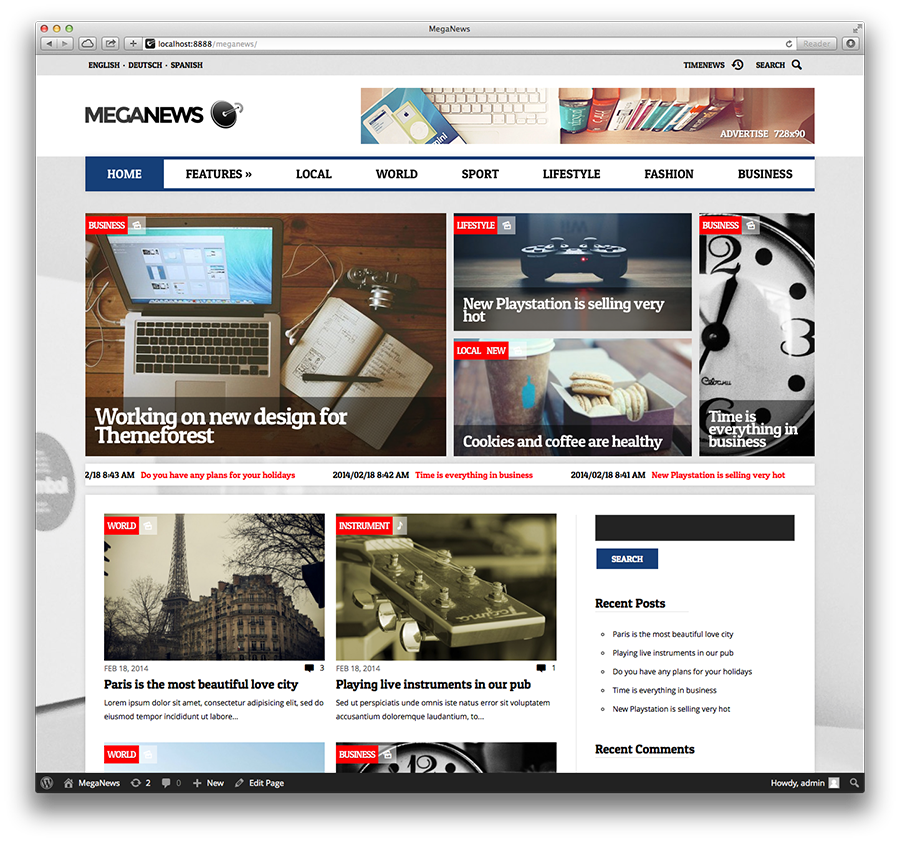 MegaNews
localhost:8888/meganews/
Reader
ENGLISH · DEUTSCH · SPANISH
TIMENEWS
SEARCH
MEGANEWS
mini
ADVERTISE 728x90
HOME
FEATURES »
LOCAL
WORLD
SPORT
LIFESTYLE
FASHION
BUSINESS
BUSINESS
Working on new design for
Themeforest
LIFESTYLE
New Playstation is selling very
hot
LOCAL NEW
Cookies and coffee are healthy
BUSINESS
12
Time is
everything in
business
2/18 8:43 AM Do you have any plans for your holidays
2014/02/18 8:42 AM Time is everything in business
2014/02/18 8:41 AM New Playstation is selling very hot
WORLD
FEB 18, 2014
3
Paris is the most beautiful love city
Lorem ipsum dolor sit amet, consectetur adipisicing elit, sed do
eiusmod tempor incididunt ut labore...
INSTRUMENT
FEB 18, 2014
1
Playing live instruments in our pub
Sed ut perspiciatis unde omnis iste natus error sit voluptatem
accusantium doloremque laudantium, to...
WORLD
BUSINESS
12
SEARCH
Recent Posts
Paris is the most beautiful love city
Playing live instruments in our pub
Do you have any plans for your holidays
Time is everything in business
New Playstation is selling very hot
Recent Comments
MegaNews
2
0
New
Edit Page
Howdy, admin